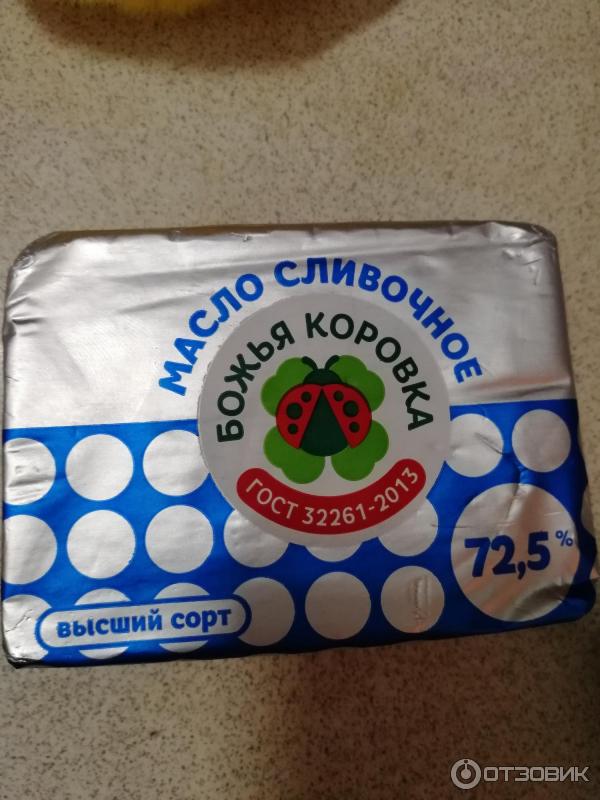 МАСЛО СЛИВОЧНОЕ
БОЖЬЯ КОРОВКА
ГОСТ 32261-2013
72,5%
ВЫСШИЙ СОРТ
ОТЗОВИК